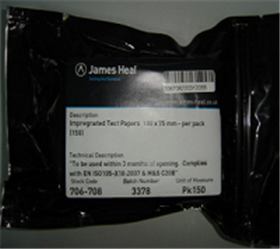 James Heal
Description
Impregnated Test Papers 100 x 75 mm - per pack
(150)
Technical Description
"To be used within 3 months of opening. Complies
with EN ISO105-X18:2007 & M&S C20B"
Stock Code Batch Number Unit of Measure
706-708 3378 Pk150